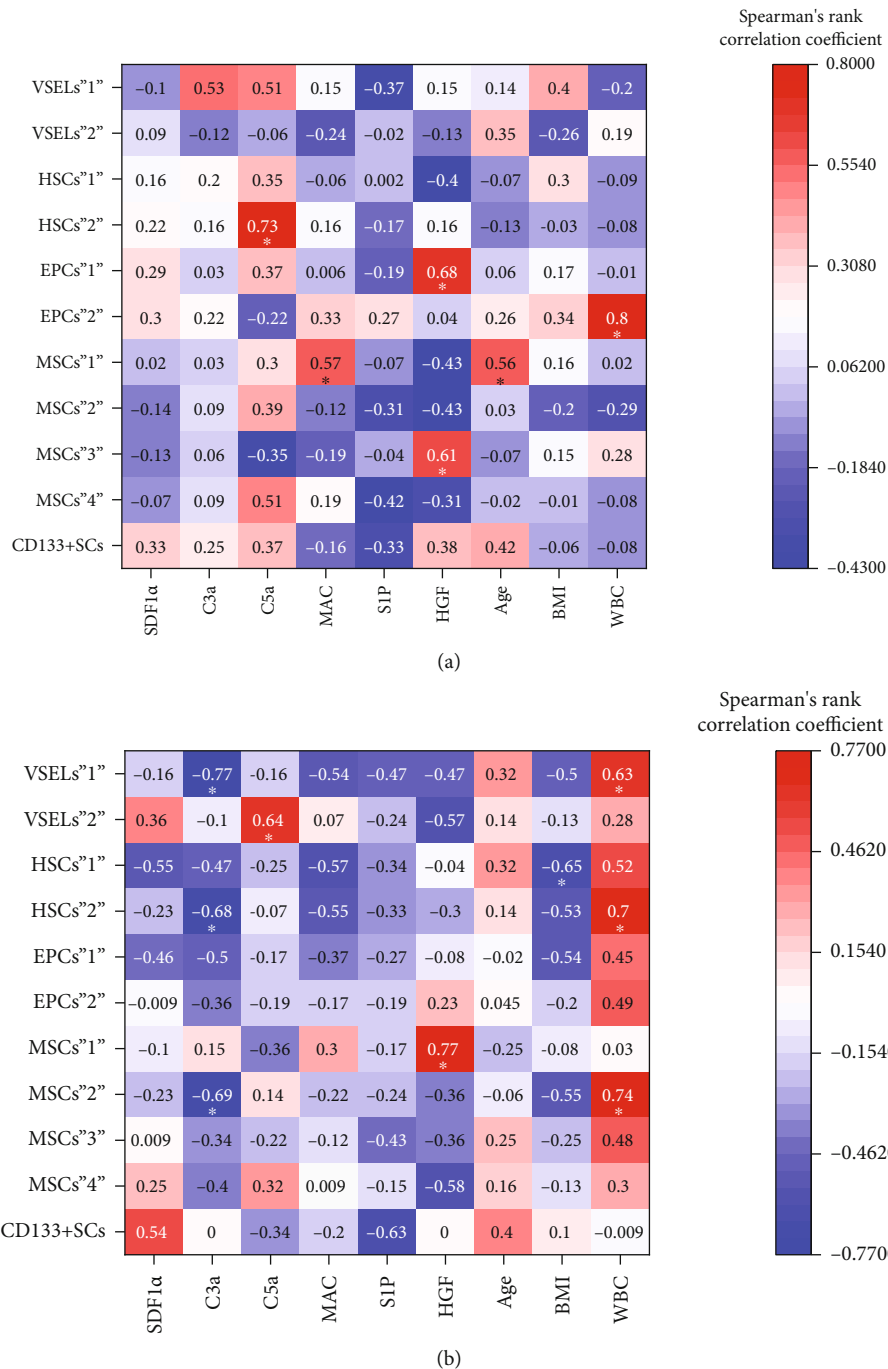 Spearman's rank
correlation coefficient
VSELs”1” −0.1 0.53 0.51 0.15 −0.37 0.15 0.14 0.4 −0.2
VSELs”2” 0.09 −0.12 −0.06 −0.24 −0.02 −0.13 0.35 −0.26 0.19
HSCs”1” 0.16 0.2 0.35 −0.06 0.002 −0.4 −0.07 0.3 −0.09
HSCs”2” 0.22 0.16 0.73 0.16 −0.17 0.16 −0.13 −0.03 −0.08
*
EPCs”1” 0.29 0.03 0.37 0.006 −0.19 0.68 0.06 0.17 −0.01
*
EPCs”2” 0.3 0.22 −0.22 0.33 0.27 0.04 0.26 0.34 0.8
*
MSCs”1” 0.02 0.03 0.3 0.57 −0.07 −0.43 0.56 0.16 0.02
* *
MSCs”2” −0.14 0.09 0.39 −0.12 −0.31 −0.43 0.03 −0.2 −0.29
MSCs”3” −0.13 0.06 −0.35 −0.19 −0.04 0.61 −0.07 0.15 0.28
*
MSCs”4” −0.07 0.09 0.51 0.19 −0.42 −0.31 −0.02 −0.01 −0.08
CD133+SCs 0.33 0.25 0.37 −0.16 −0.33 0.38 0.42 −0.06 −0.08
SDF1α C3a C5a MAC S1P HGF Age BMI WBC
0.8000
0.5540
0.3080
0.06200
−0.1840
−0.4300
(a)
Spearman's rank
correlation coefficient
VSELs”1” −0.16 −0.77 -0.16 −0.54 −0.47 −0.47 0.32 −0.5 0.63
* *
VSELs”2” 0.36 −0.1 0.64 0.07 −0.24 −0.57 0.14 −0.13 0.28
*
HSCs”1” −0.55 −0.47 −0.25 −0.57 −0.34 −0.04 0.32 −0.65 0.52
*
HSCs”2” −0.23 −0.68 −0.07 −0.55 −0.33 −0.3 0.14 −0.53 0.7
* *
EPCs”1” −0.46 −0.5 −0.17 −0.37 −0.27 −0.08 −0.02 −0.54 0.45
EPCs”2” −0.009 −0.36 −0.19 −0.17 −0.19 0.23 0.045 −0.2 0.49
MSCs”1” −0.1 0.15 −0.36 0.3 −0.17 0.77 −0.25 -0.08 0.03
*
MSCs”2” −0.23 −0.69 0.14 −0.22 −0.24 −0.36 −0.06 −0.55 0.74
* *
MSCs”3” 0.009 −0.34 −0.22 −0.12 −0.43 −0.36 0.25 −0.25 0.48
MSCs”4” 0.25 −0.4 0.32 0.009 −0.15 −0.58 0.16 −0.13 0.3
CD133+SCs 0.54 0 −0.34 −0.2 −0.63 0 0.4 0.1 −0.009
SDF1α C3a C5a MAC S1P HGF Age BMI WBC
0.7700
0.4620
0.1540
−0.1540
−0.4620
−0.7700
(b)